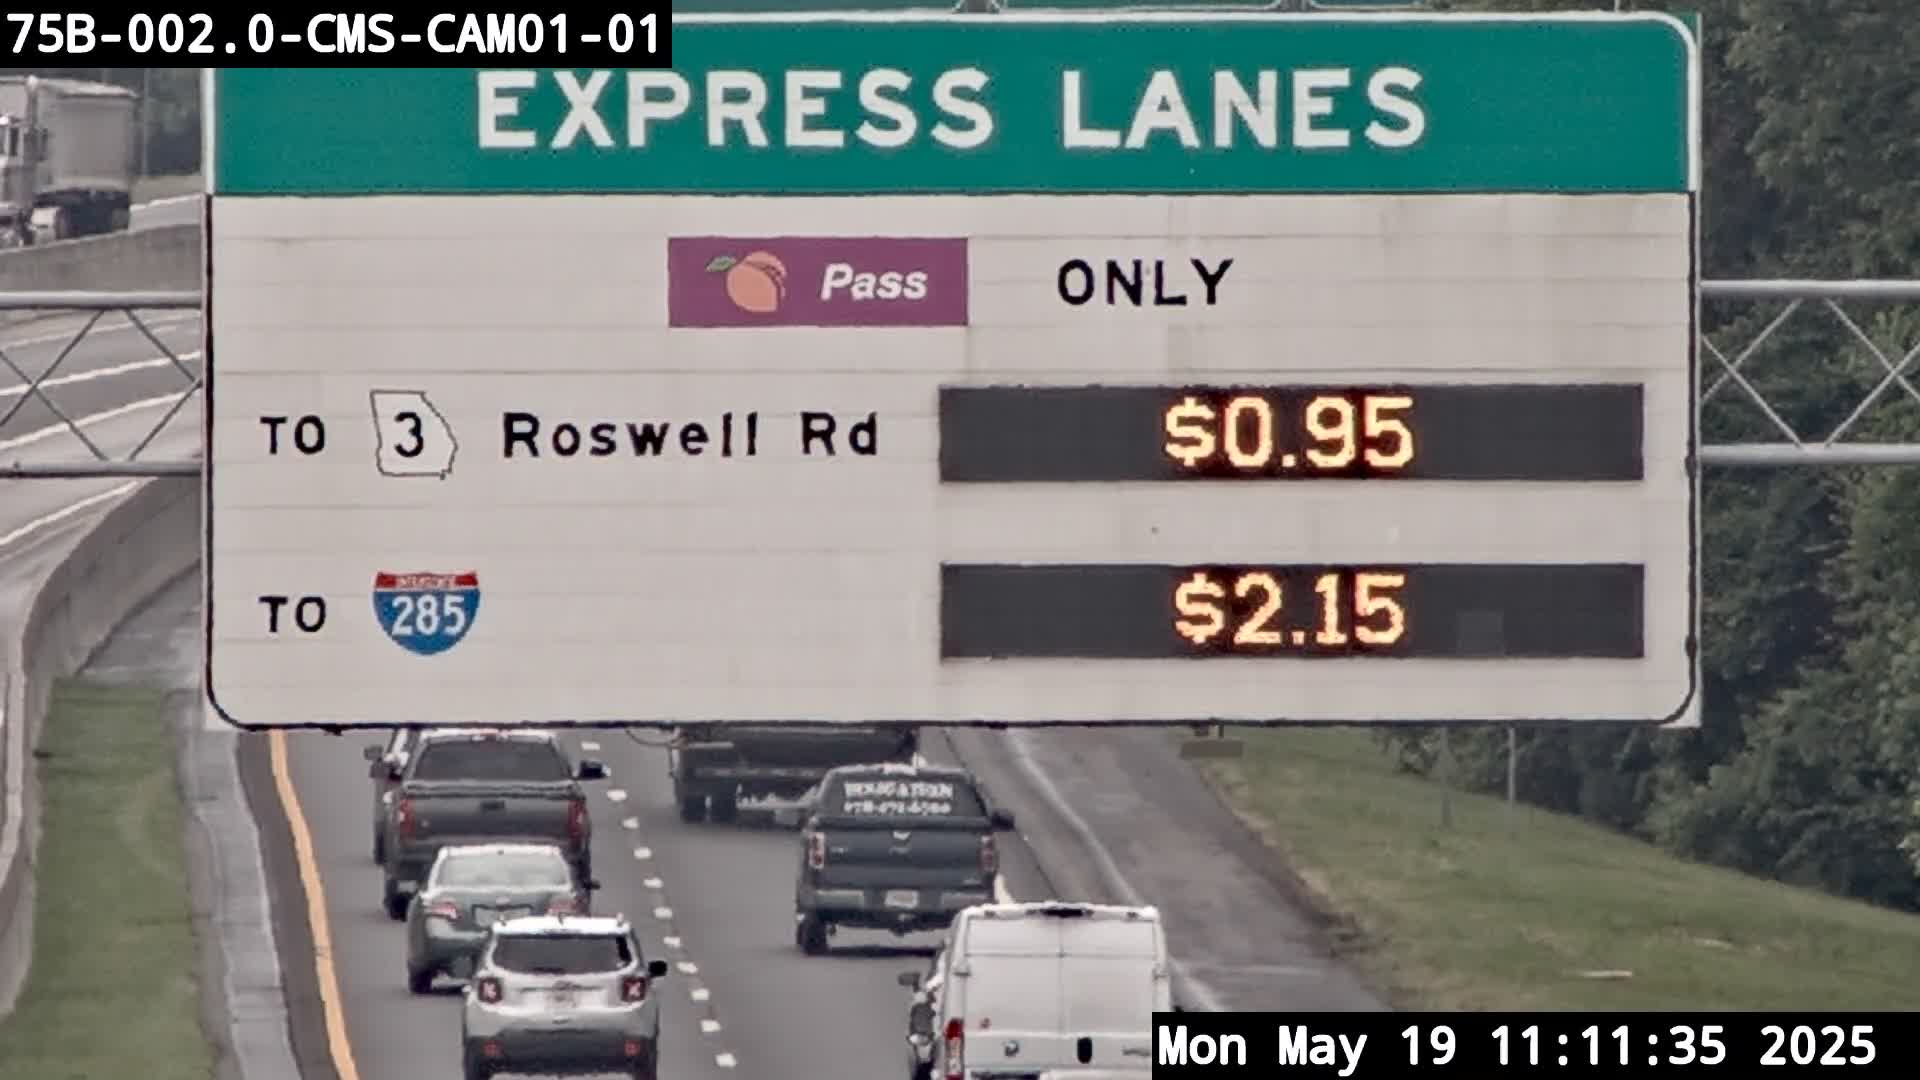 75B-002.0-CMS-CAM01-01
EXPRESS LANES
Pass ONLY
TO 3 Roswell Rd $0.95
TO INTERSTATE 285 $2.15
Mon May 19 11:11:35 2025